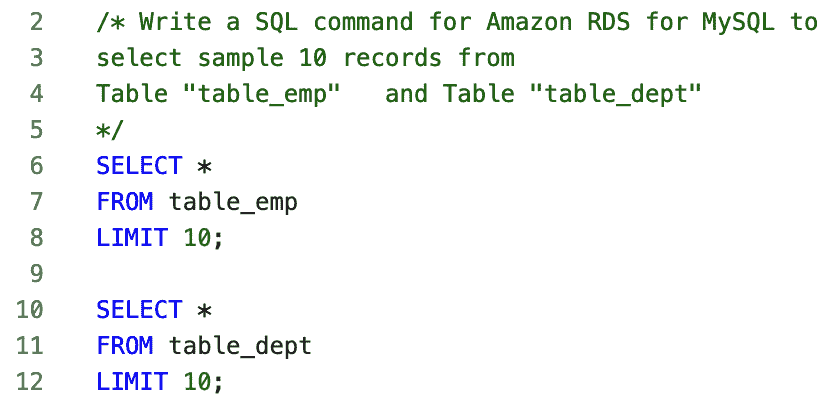 2 /* Write a SQL command for Amazon RDS for MySQL to
3 select sample 10 records from
4 Table "table_emp"   and Table "table_dept"
5 */
6 SELECT *
7 FROM table_emp
8 LIMIT 10;
9
10 SELECT *
11 FROM table_dept
12 LIMIT 10;